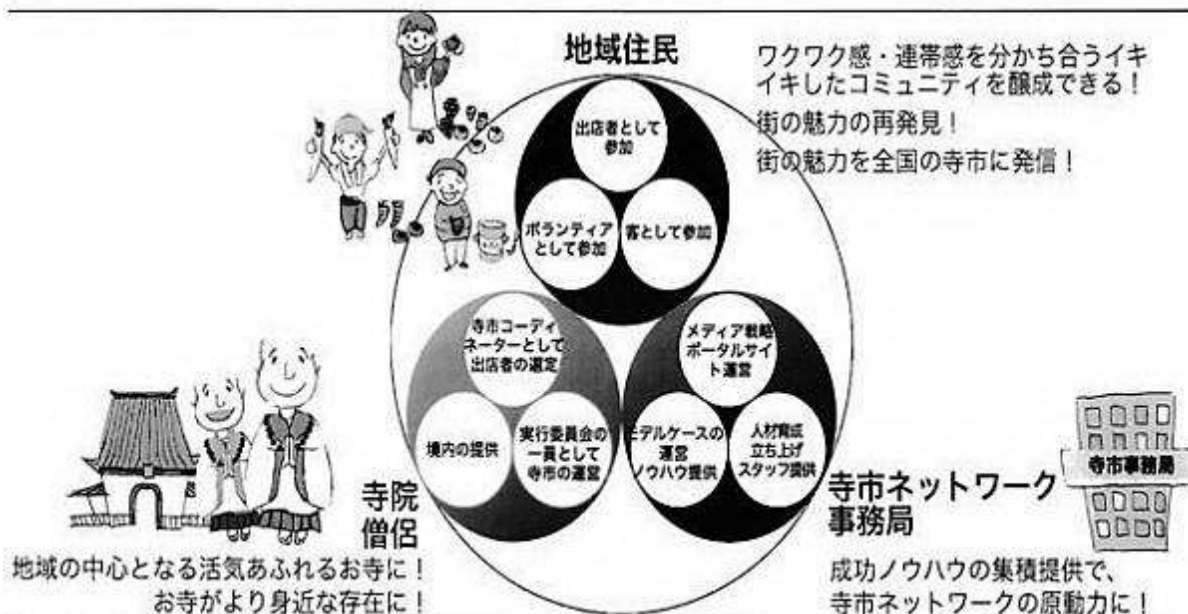 地域住民
ワクワク感・連帯感を分かち合うイキ
イキしたコミュニティを醸成できる！
街の魅力の再発見！
街の魅力を全国の寺市に発信！
出店者として
参加
ボランティア
として参加
客として参加
寺市コーディ
ネーターとして
出店者の選定
境内の提供
実行委員会の
一員として
寺市の運営
メディア戦略
ポータルサイ
ト運営
モデルケースの
運営
ノウハウ提供
人材育成
立ち上げ
スタッフ提供
寺院
僧侶
地域の中心となる活気あふれるお寺に！
お寺がより身近な存在に！
寺市ネットワーク
事務局
寺市事務局
成功ノウハウの集積提供で、
寺市ネットワークの原動力に！